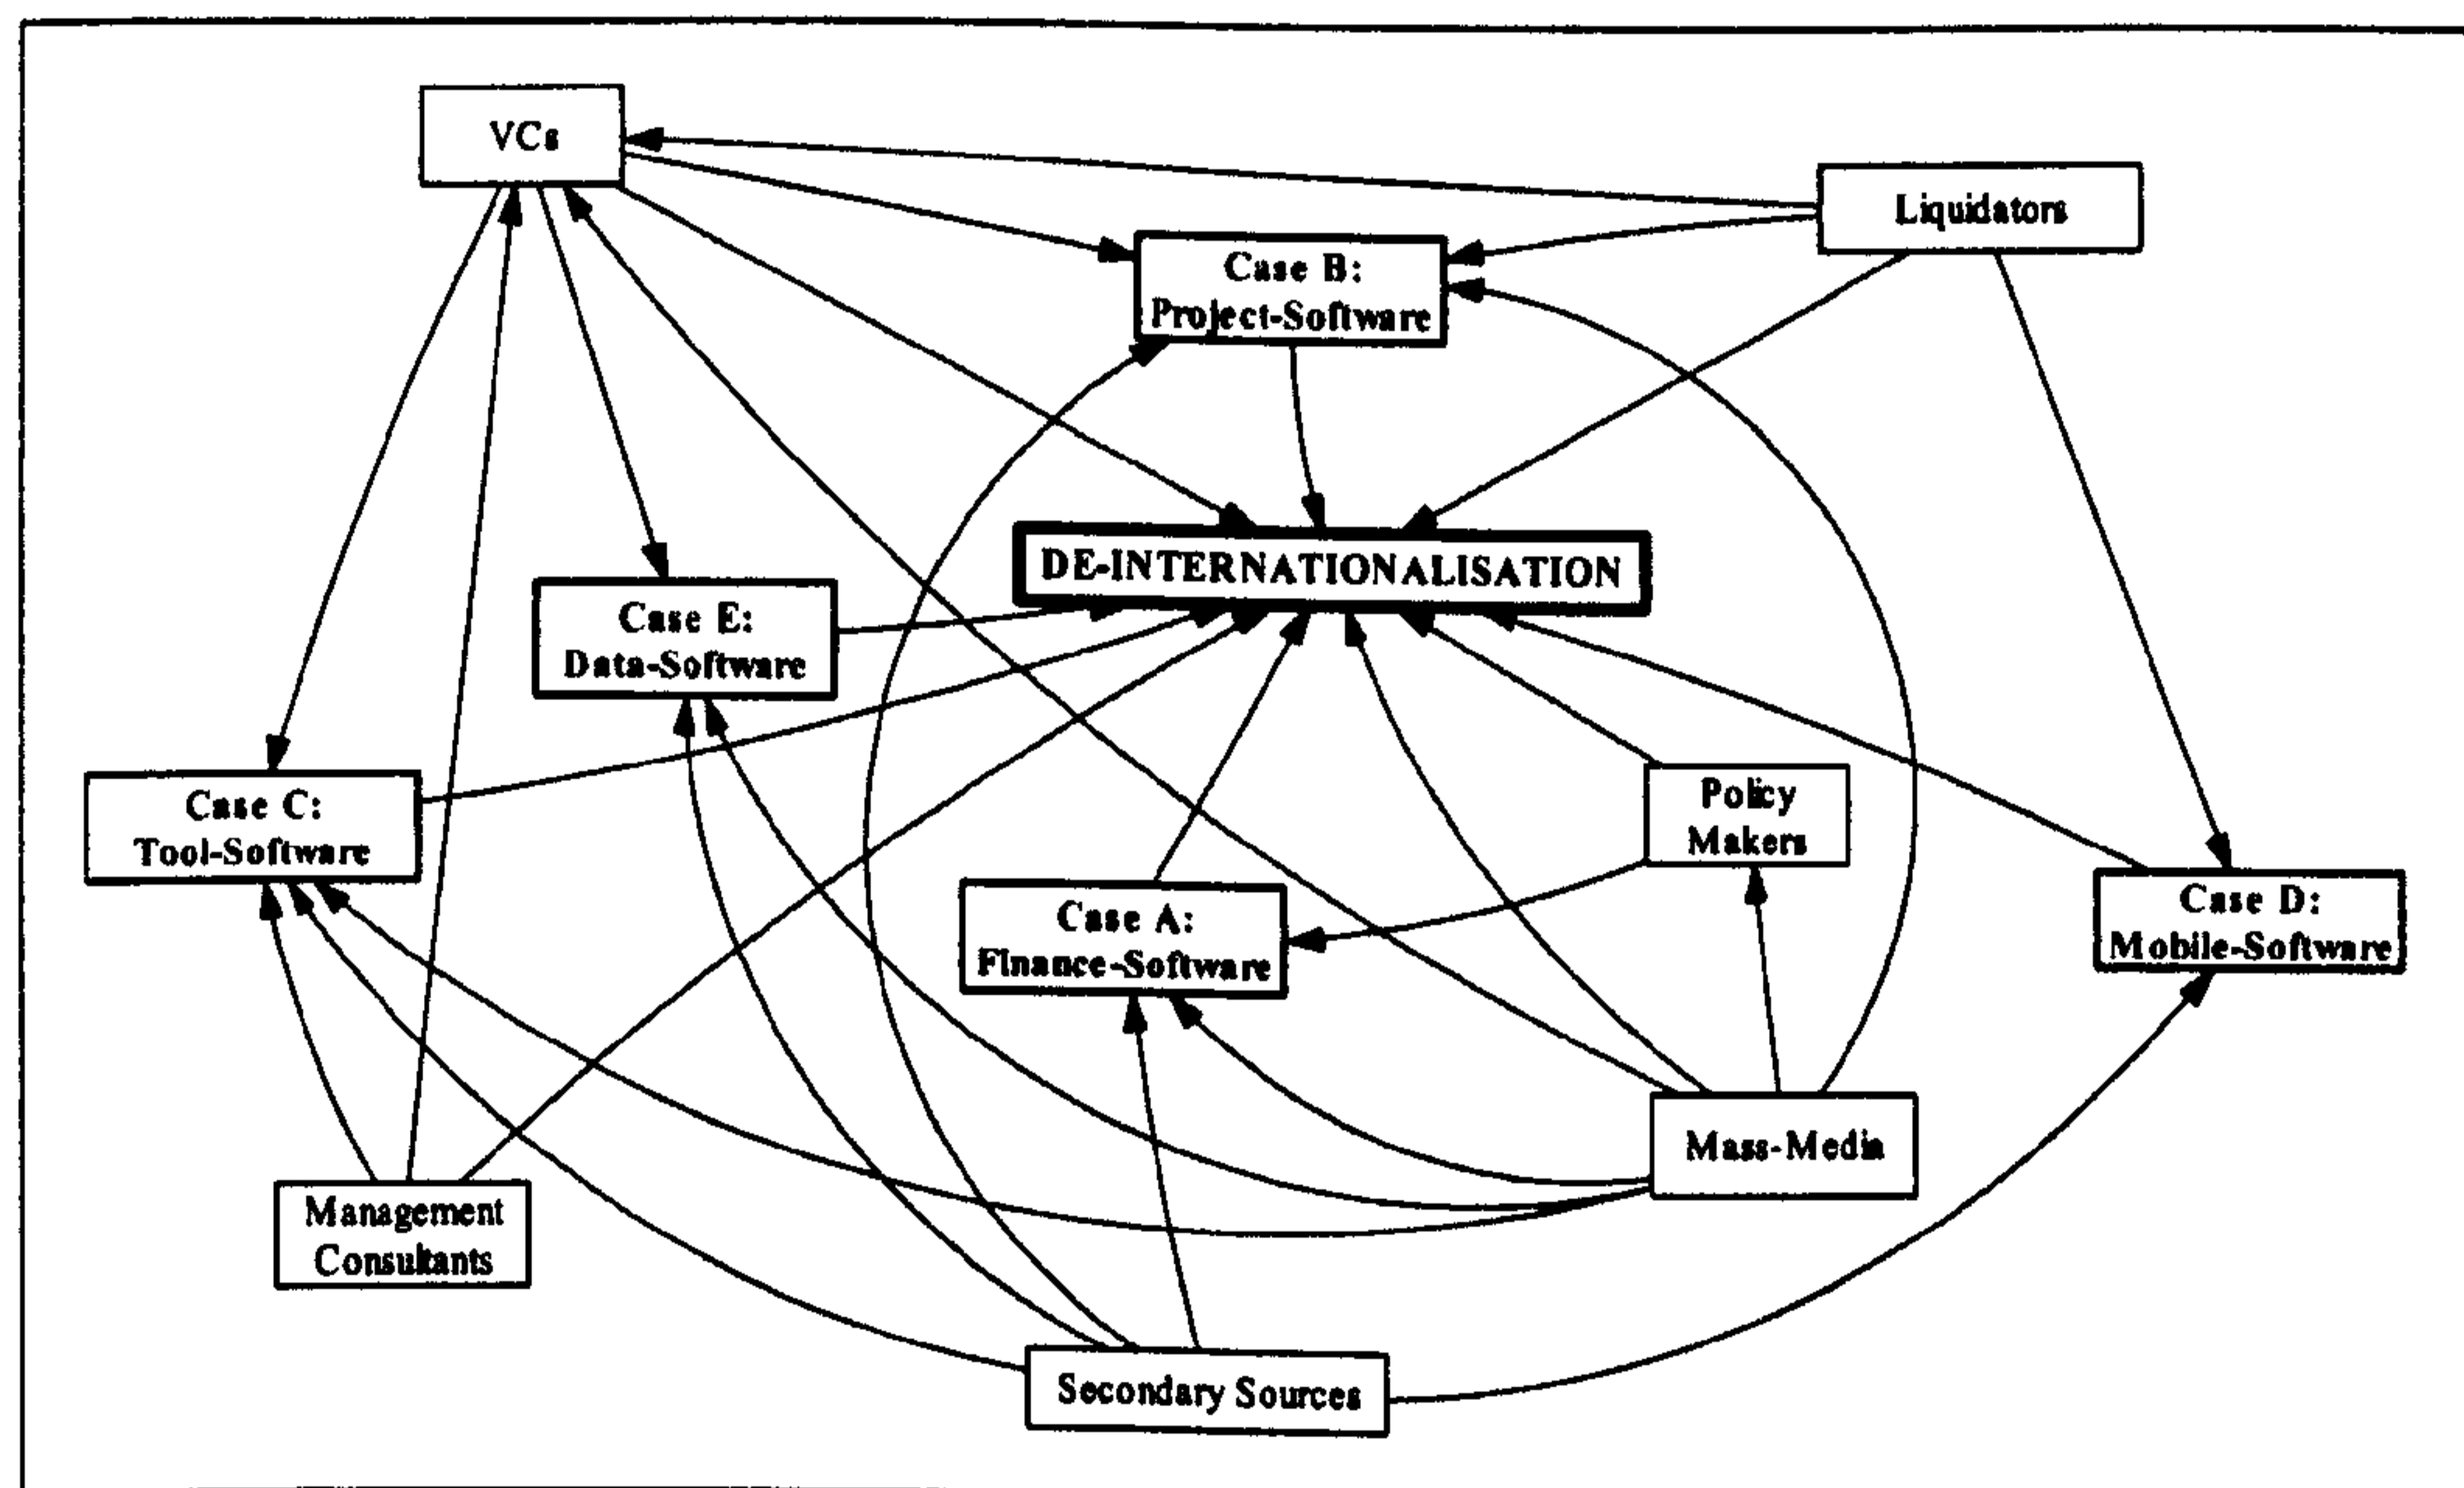 VCs
Liquidators
Case B:
Project-Software
DE-INTERNATIONALISATION
Case E:
Data-Software
Case C:
Tool-Software
Policy
Makers
Case A:
Finance-Software
Case D:
Mobile-Software
Mass-Media
Management
Consultants
Secondary Sources